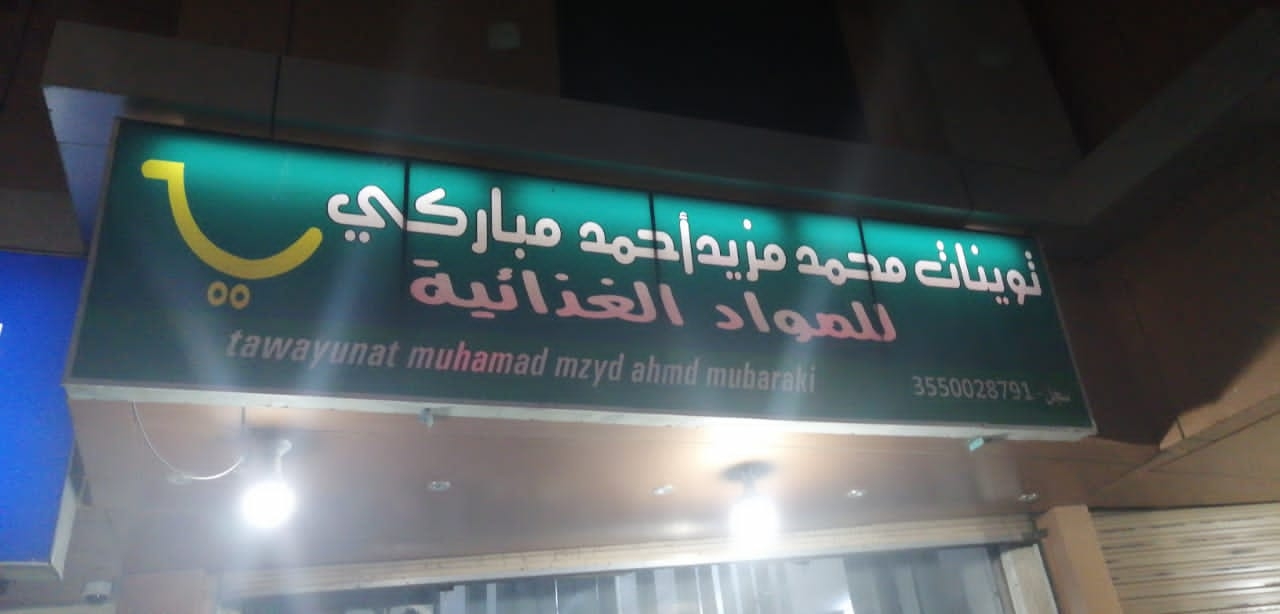 تموينات محمد مزيد أحمد مباركي
للمواد الغذائية
tawayunat muhamad mzyd ahmd mubaraki
سجل - 3550028791